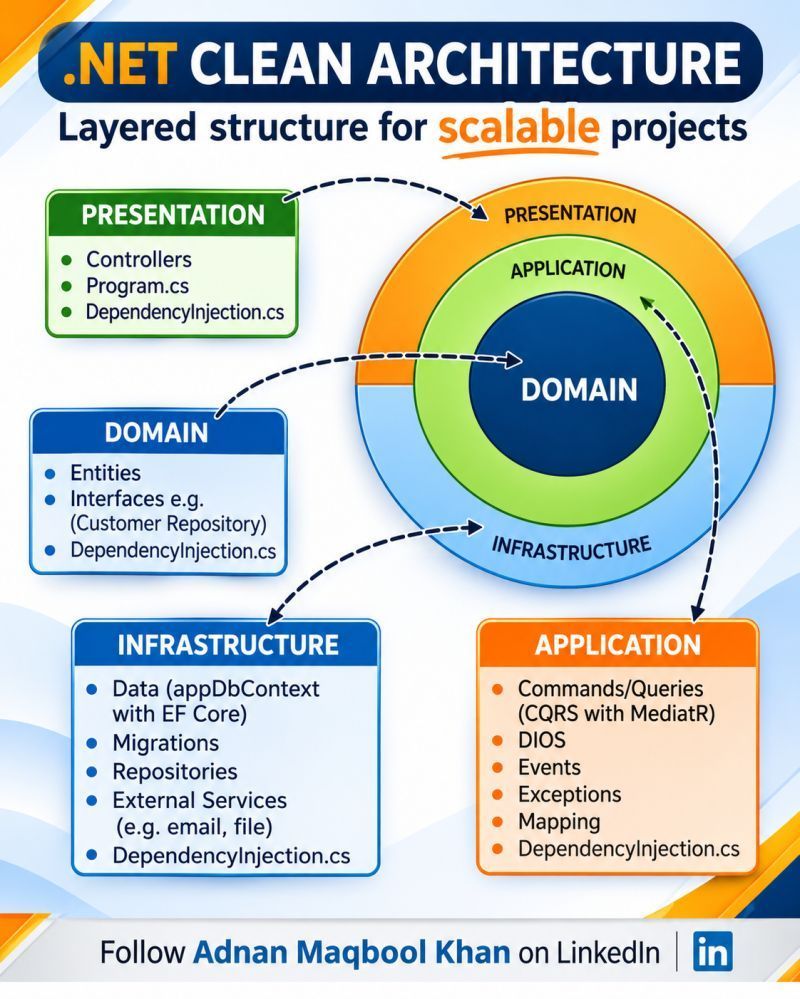 .NET CLEAN ARCHITECTURE
Layered structure for scalable projects
PRESENTATION
• Controllers
• Program.cs
• DependencyInjection.cs
PRESENTATION
APPLICATION
DOMAIN
INFRASTRUCTURE
DOMAIN
• Entities
• Interfaces e.g.
(Customer Repository)
• DependencyInjection.cs
INFRASTRUCTURE
• Data (appDbContext
with EF Core)
• Migrations
• Repositories
• External Services
(e.g. email, file)
• DependencyInjection.cs
APPLICATION
• Commands/Queries
(CQRS with MediatR)
• DIOS
• Events
• Exceptions
• Mapping
• DependencyInjection.cs
Follow Adnan Maqbool Khan on LinkedIn
in